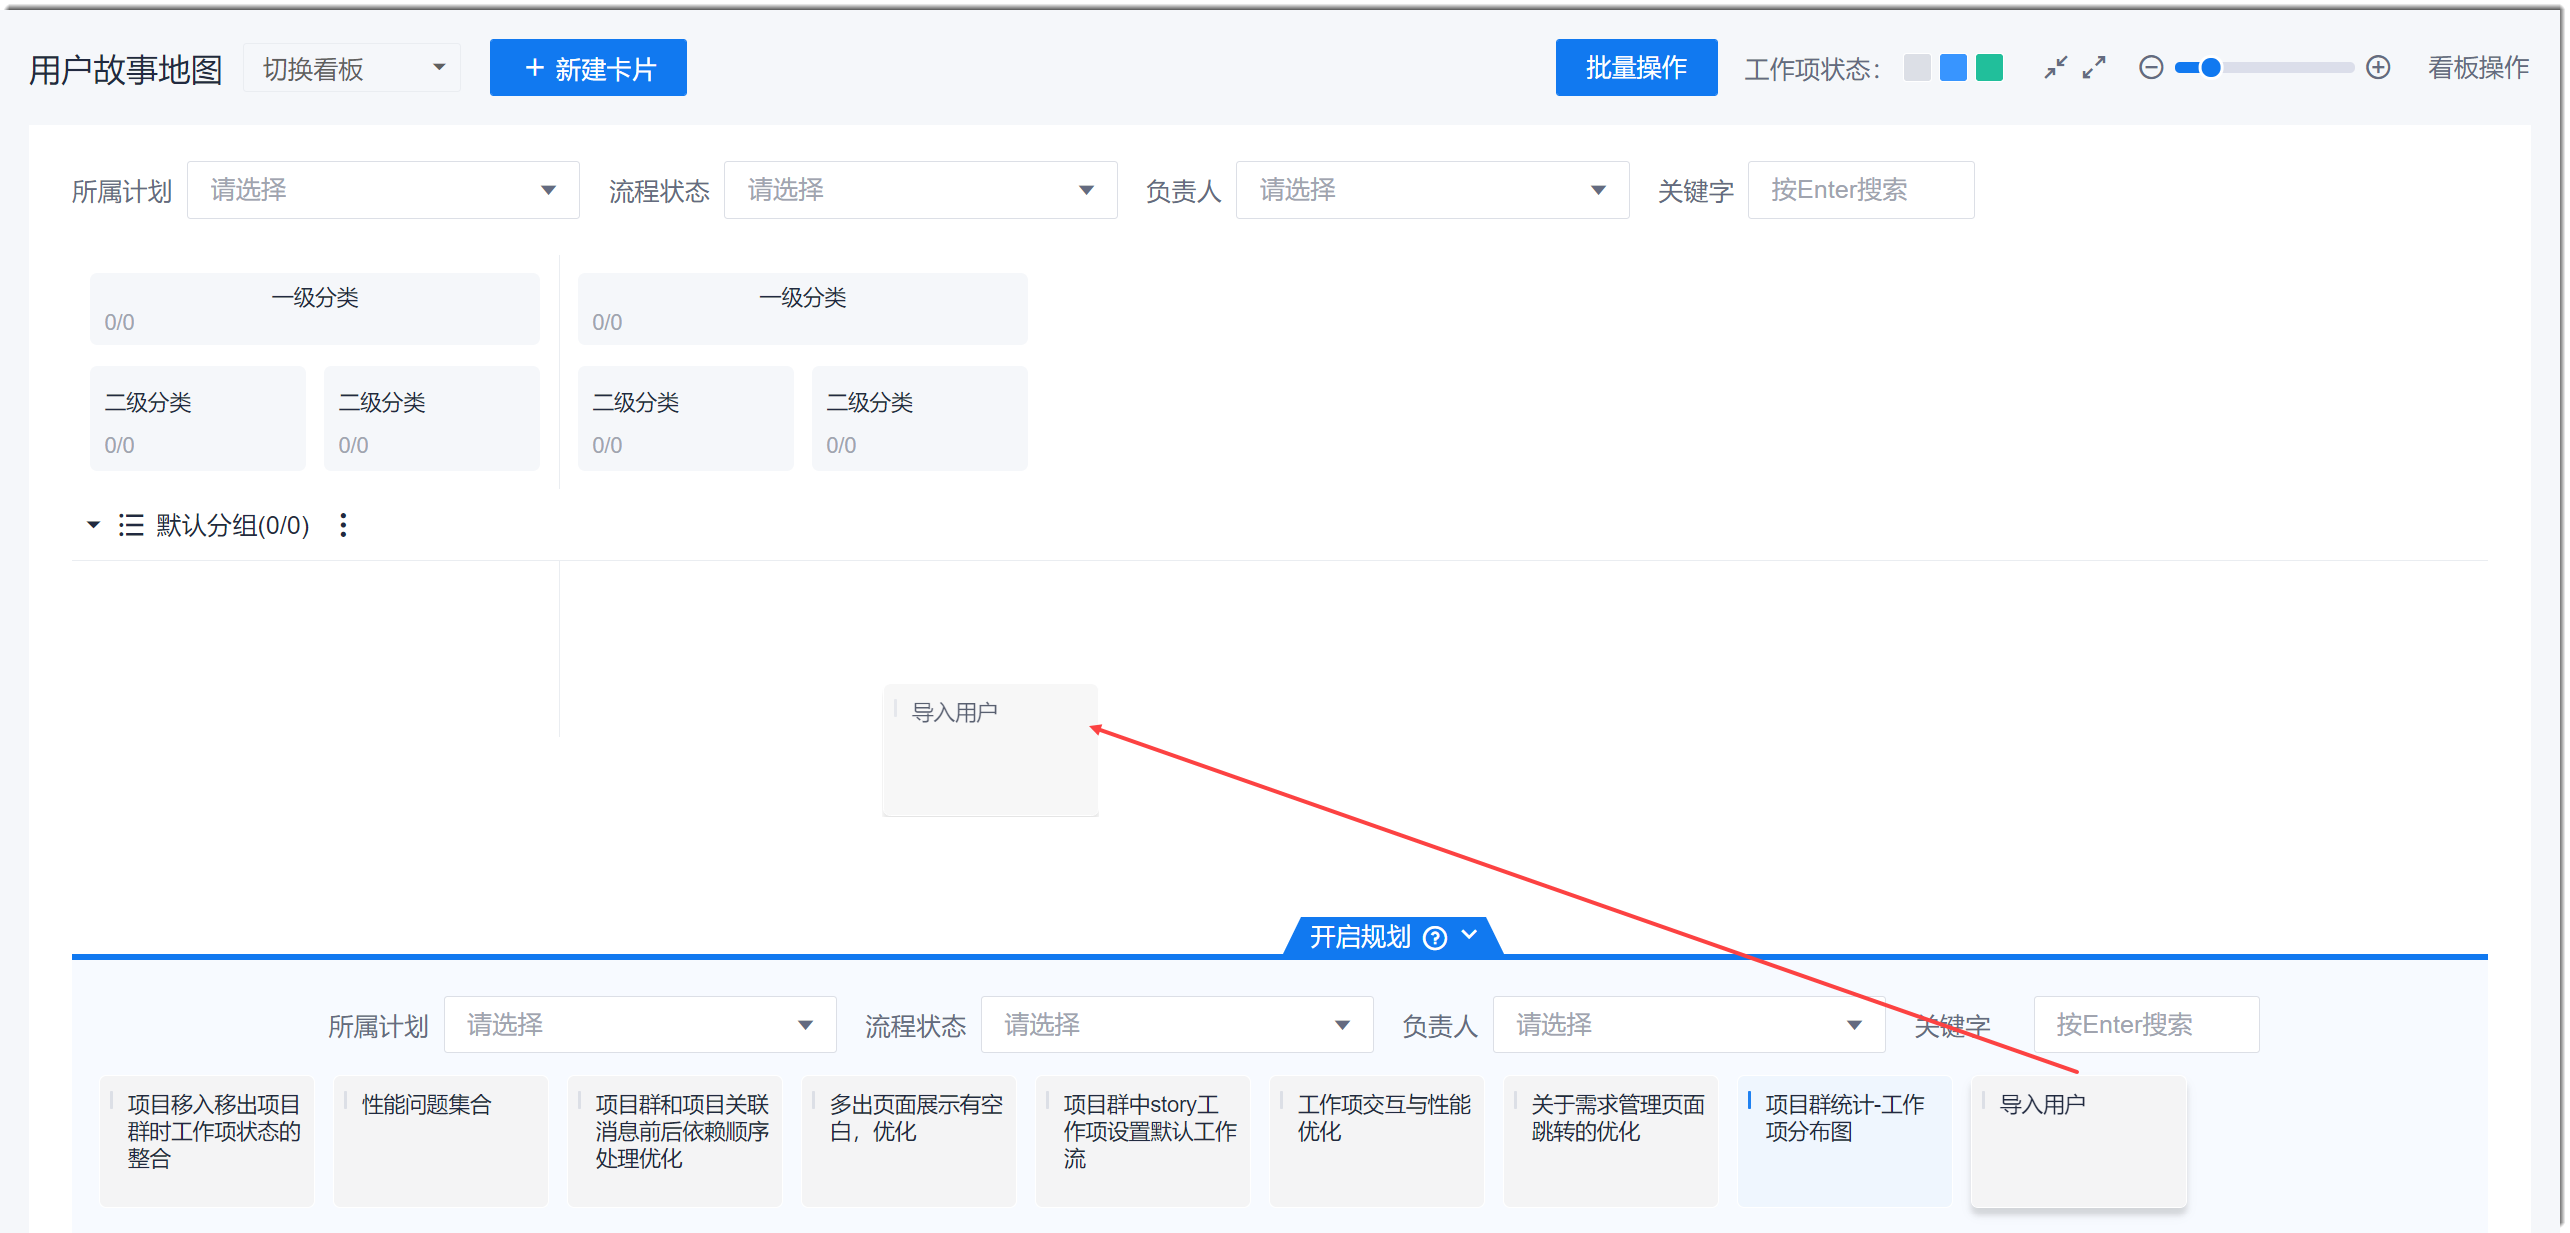 用户故事地图 切换看板 + 新建卡片 批量操作 工作项状态: 看板操作
所属计划 请选择 流程状态 请选择 负责人 请选择 关键字 按Enter搜索
一级分类 一级分类
0/0 0/0
二级分类 二级分类 二级分类 二级分类
0/0 0/0 0/0 0/0
默认分组(0/0)
导入用户
开启规划
所属计划 请选择 流程状态 请选择 负责人 请选择 关键字 按Enter搜索
项目移入移出项目
群时工作项状态的
整合
性能问题集合
项目群和项目关联
消息前后依赖顺序
处理优化
多出页面展示有空
白，优化
项目群中story工
作项设置默认工作
流
工作项交互与性能
优化
关于需求管理页面
跳转的优化
项目群统计-工作
项分布图
导入用户